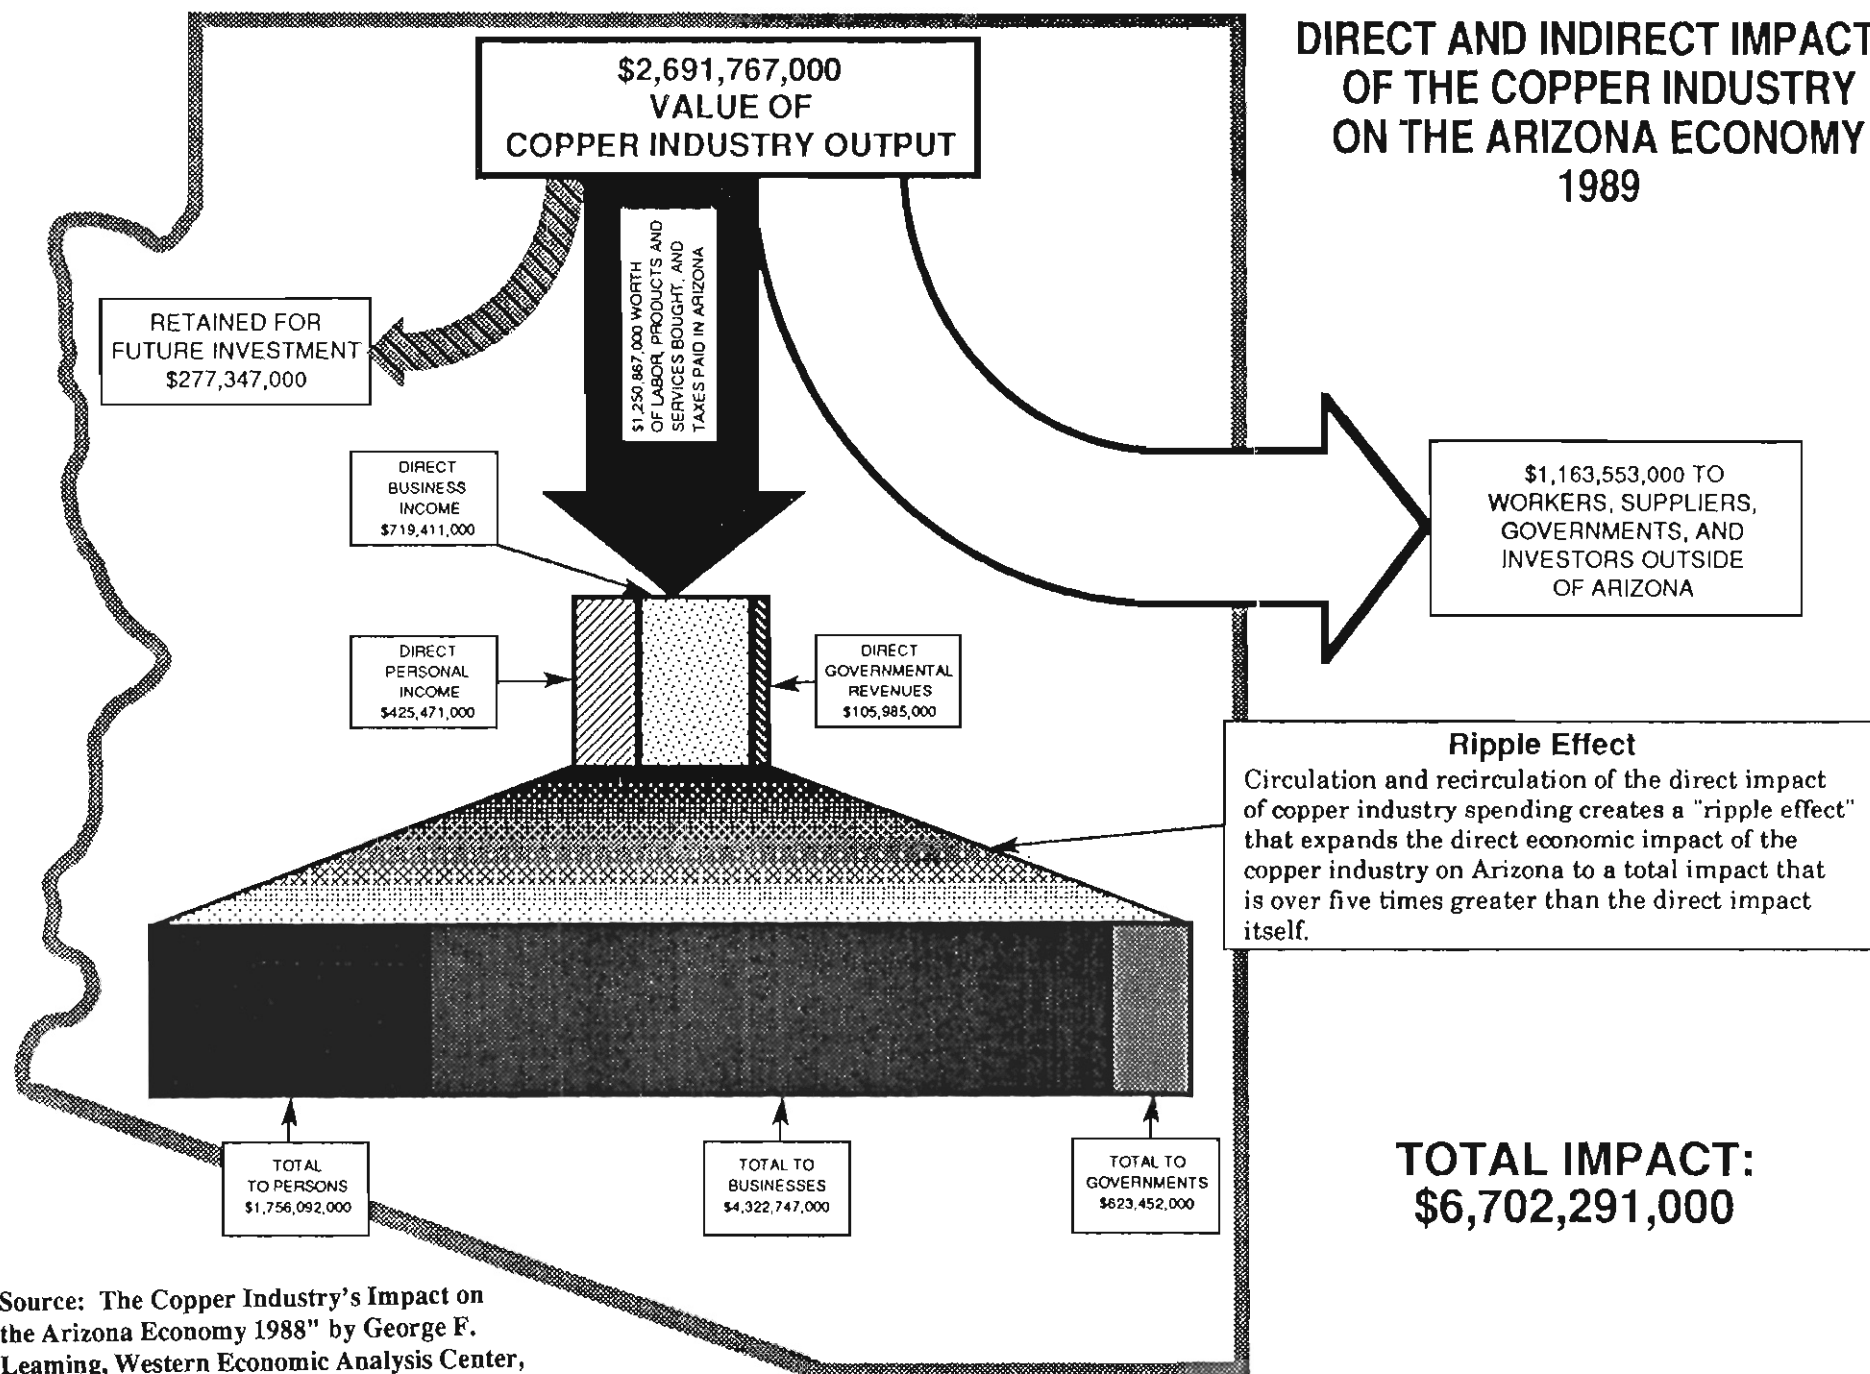 DIRECT AND INDIRECT IMPACT
OF THE COPPER INDUSTRY
ON THE ARIZONA ECONOMY
1989
$2,691,767,000
VALUE OF
COPPER INDUSTRY OUTPUT
$1,250,867,000 WORTH
OF LABOR, PRODUCTS AND
SERVICES BOUGHT, AND
TAXES PAID IN ARIZONA
RETAINED FOR
FUTURE INVESTMENT
$277,347,000
DIRECT
BUSINESS
INCOME
$719,411,000
$1,163,553,000 TO
WORKERS, SUPPLIERS,
GOVERNMENTS, AND
INVESTORS OUTSIDE
OF ARIZONA
DIRECT
PERSONAL
INCOME
$425,471,000
DIRECT
GOVERNMENTAL
REVENUES
$105,985,000
Ripple Effect
Circulation and recirculation of the direct impact
of copper industry spending creates a "ripple effect"
that expands the direct economic impact of the
copper industry on Arizona to a total impact that
is over five times greater than the direct impact
itself.
TOTAL
TO PERSONS
$1,756,092,000
TOTAL TO
BUSINESSES
$4,322,747,000
TOTAL TO
GOVERNMENTS
$623,452,000
TOTAL IMPACT:
$6,702,291,000
Source: The Copper Industry's Impact on
the Arizona Economy 1988" by George F.
Leaming, Western Economic Analysis Center,